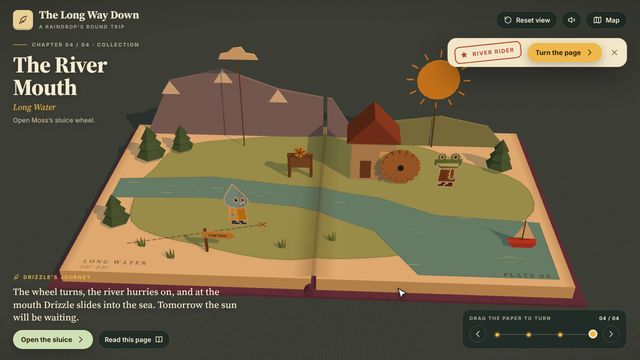 The Long Way Down
A RAINDROP'S ROUND TRIP
Reset view
Map
CHAPTER 04 / 04 · COLLECTION
The River
Mouth
Long Water
Open Moss's sluice wheel.
RIVER RIDER
Turn the page
LONG WATER
PLATE 04
DRIZZLE'S JOURNEY
The wheel turns, the river hurries on, and at the
mouth Drizzle slides into the sea. Tomorrow the sun
will be waiting.
Open the sluice
Read this page
DRAG THE PAPER TO TURN
04 / 04